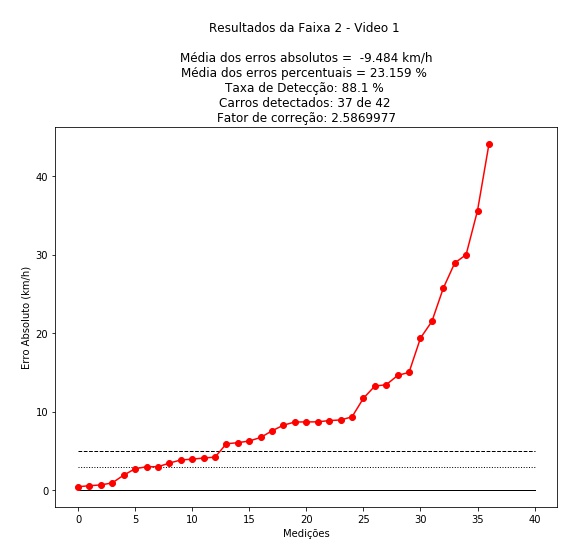 Resultados da Faixa 2 - Video 1
Média dos erros absolutos =  -9.484 km/h
Média dos erros percentuais = 23.159 %
Taxa de Detecção: 88.1 %
Carros detectados: 37 de 42
Fator de correção: 2.5869977
Erro Absoluto (km/h)
40
30
20
10
0
0 5 10 15 20 25 30 35 40
Medições